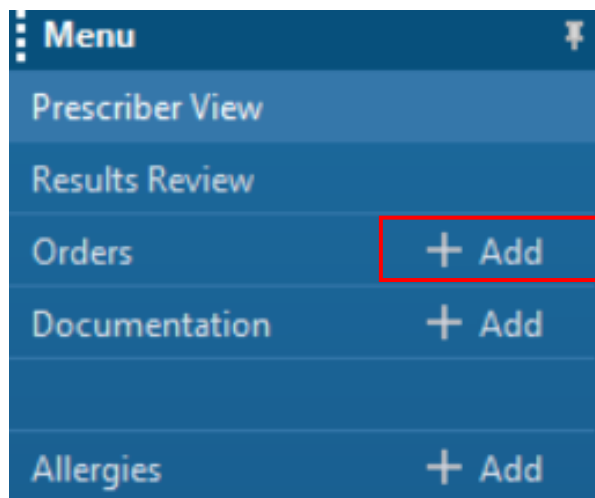 Menu
Prescriber View
Results Review
Orders + Add
Documentation + Add
Allergies + Add